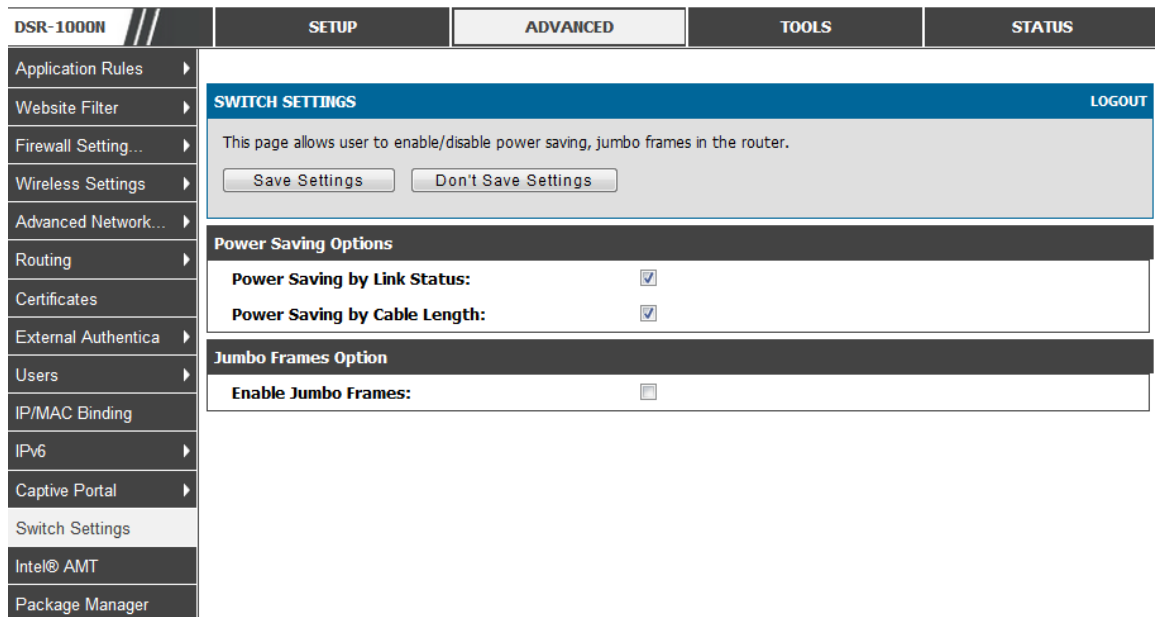 DSR-1000N
SETUP
ADVANCED
TOOLS
STATUS
Application Rules
Website Filter
Firewall Setting...
Wireless Settings
Advanced Network...
Routing
Certificates
External Authentica
Users
IP/MAC Binding
IPv6
Captive Portal
Switch Settings
Intel® AMT
Package Manager
SWITCH SETTINGS
LOGOUT
This page allows user to enable/disable power saving, jumbo frames in the router.
Save Settings
Don't Save Settings
Power Saving Options
Power Saving by Link Status:
Power Saving by Cable Length:
Jumbo Frames Option
Enable Jumbo Frames: